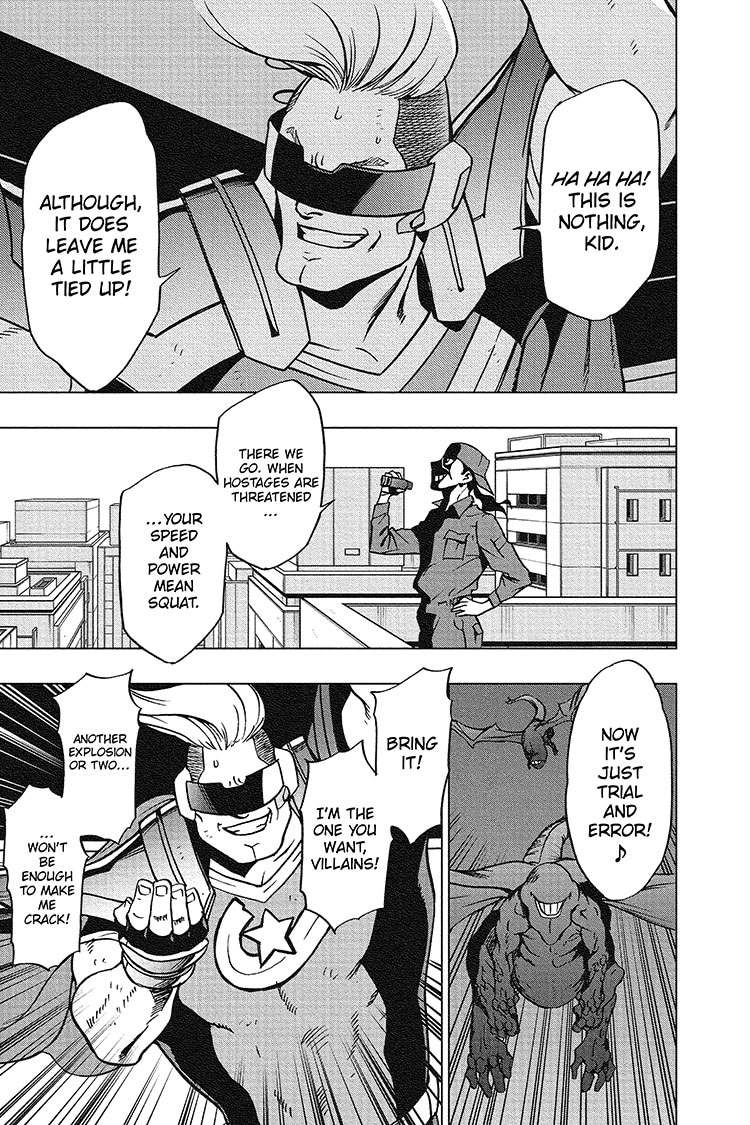 HA HA HA!
THIS IS
NOTHING,
KID.
ALTHOUGH,
IT DOES
LEAVE ME
A LITTLE
TIED UP!
THERE WE
GO. WHEN
HOSTAGES ARE
THREATENED
...
...YOUR
SPEED
AND
POWER
MEAN
SQUAT.
NOW
IT'S
JUST
TRIAL
AND
ERROR!
♪
BRING
IT!
I'M THE
ONE YOU
WANT,
VILLAINS!
ANOTHER
EXPLOSION
OR TWO...
...
WON'T
BE
ENOUGH
TO MAKE
ME
CRACK!